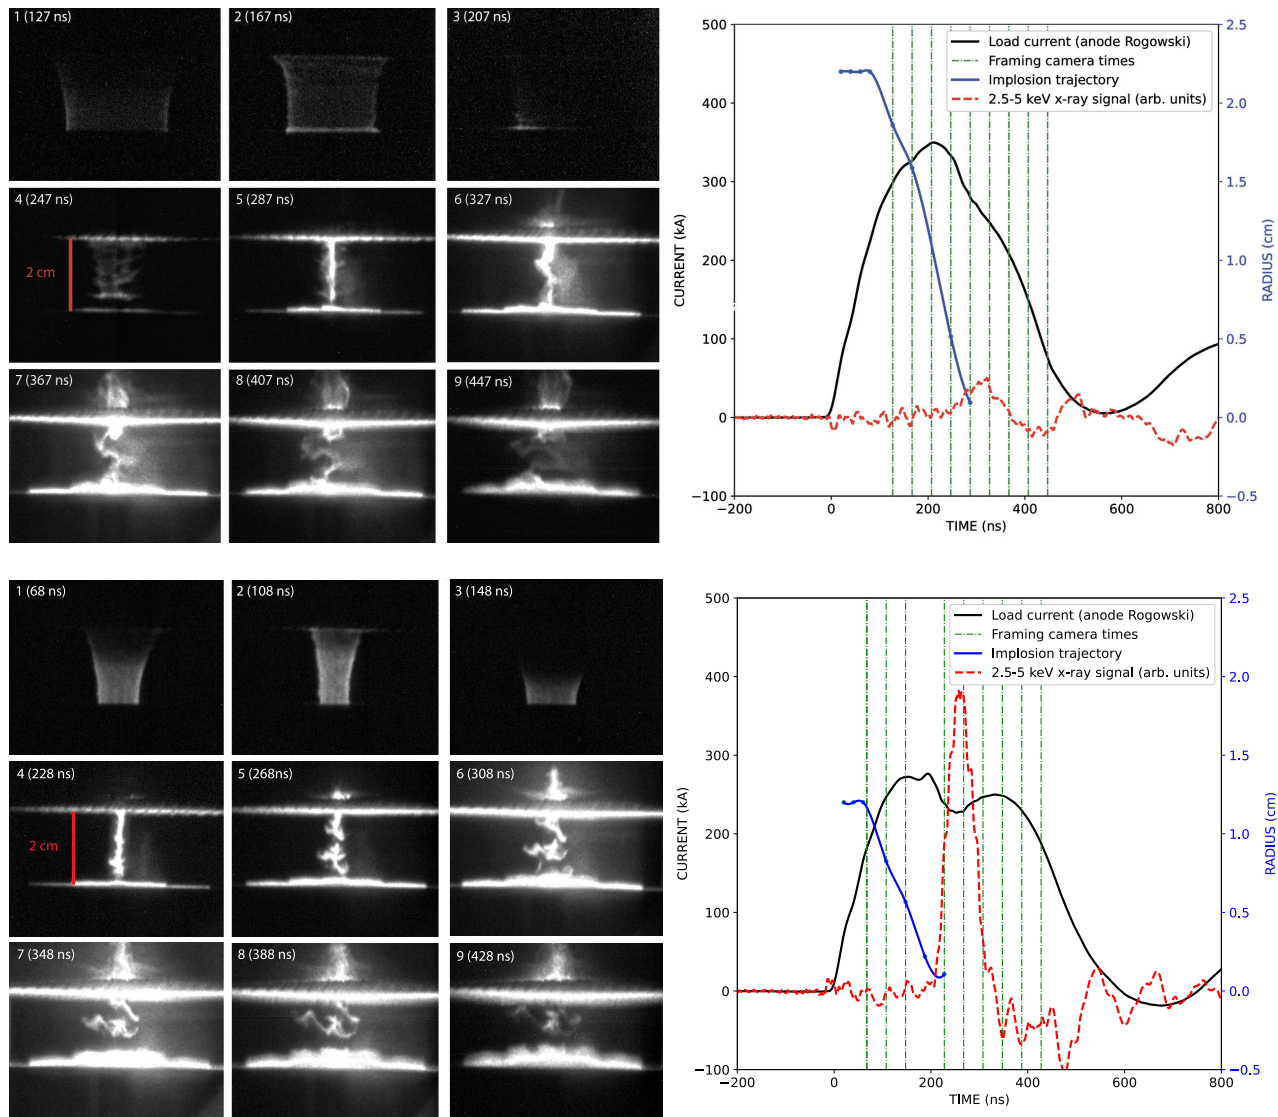 1 (127 ns)
2 (167 ns)
3 (207 ns)
4 (247 ns)
2 cm
5 (287 ns)
6 (327 ns)
7 (367 ns)
8 (407 ns)
9 (447 ns)
500
400
300
200
100
0
−100
CURRENT (kA)
Load current (anode Rogowski)
Framing camera times
Implosion trajectory
2.5-5 keV x-ray signal (arb. units)
2.5
2.0
1.5
1.0
0.5
0.0
−0.5
RADIUS (cm)
−200
0
200
400
600
800
TIME (ns)
1 (68 ns)
2 (108 ns)
3 (148 ns)
4 (228 ns)
2 cm
5 (268ns)
6 (308 ns)
7 (348 ns)
8 (388 ns)
9 (428 ns)
500
400
300
200
100
0
−100
CURRENT (kA)
Load current (anode Rogowski)
Framing camera times
Implosion trajectory
2.5-5 keV x-ray signal (arb. units)
2.5
2.0
1.5
1.0
0.5
0.0
−0.5
RADIUS (cm)
−200
0
200
400
600
800
TIME (ns)